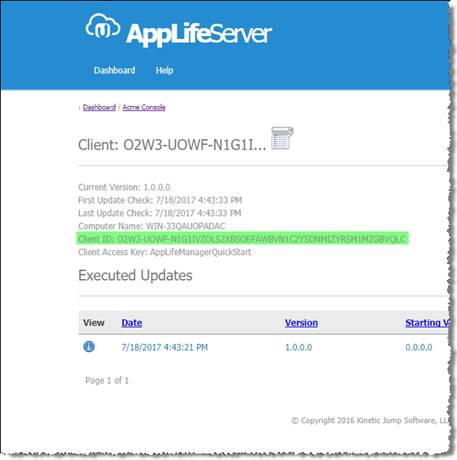 AppLifeServer
Dashboard Help
: Dashboard / Acme Console
Client: O2W3-UOWF-N1G1I...
Current Version: 1.0.0.0
First Update Check: 7/18/2017 4:43:33 PM
Last Update Check: 7/18/2017 4:43:33 PM
Computer Name: WIN-33QAUOPADAC
Client ID: O2W3-UOWF-N1G1IVZOLS2XBSOEFAWBVN1C2YSDNMIZYRSM1MZGBVQLC
Client Access Key: AppLifeManagerQuickStart
Executed Updates
View Date Version Starting V
7/18/2017 4:43:21 PM 1.0.0.0 0.0.0.0
Page 1 of 1
© Copyright 2016 Kinetic Jump Software, LL